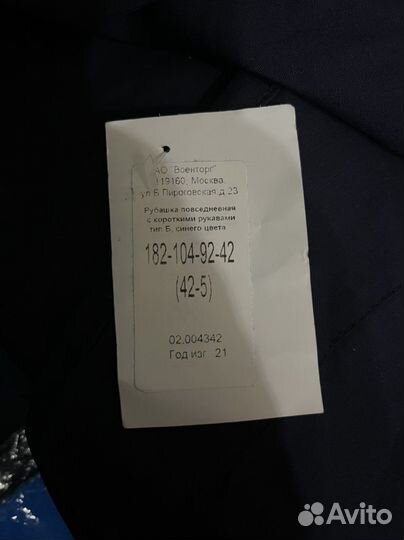 АО "Военторг"
119160, Москва,
ул.Б.Пироговская,д.23
Рубашка повседневная
с короткими рукавами
тип Б, синего цвета
182-104-92-42
(42-5)
02.004342
Год изг. 21
Avito